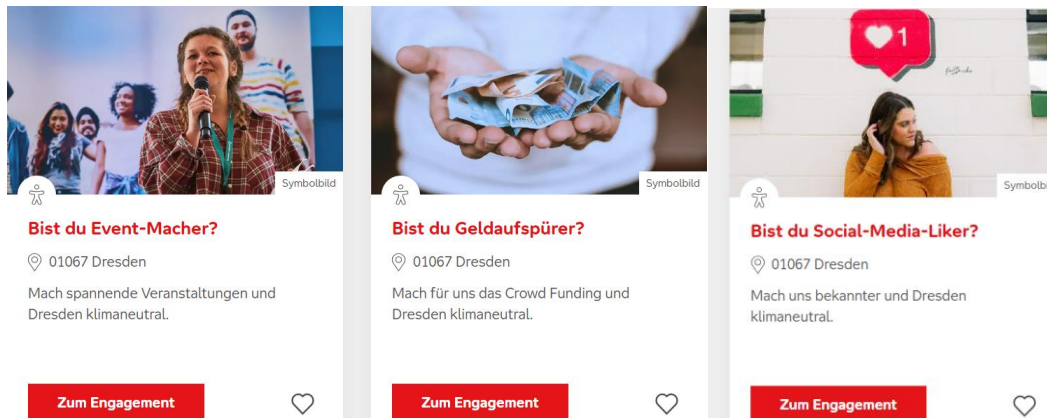 1
Symbolbild
Bist du Event-Macher?
01067 Dresden
Mach spannende Veranstaltungen und
Dresden klimaneutral.
Zum Engagement
Symbolbild
Bist du Geldaufspürer?
01067 Dresden
Mach für uns das Crowd Funding und
Dresden klimaneutral.
Zum Engagement
Symbolbi
Bist du Social-Media-Liker?
01067 Dresden
Mach uns bekannter und Dresden
klimaneutral.
Zum Engagement